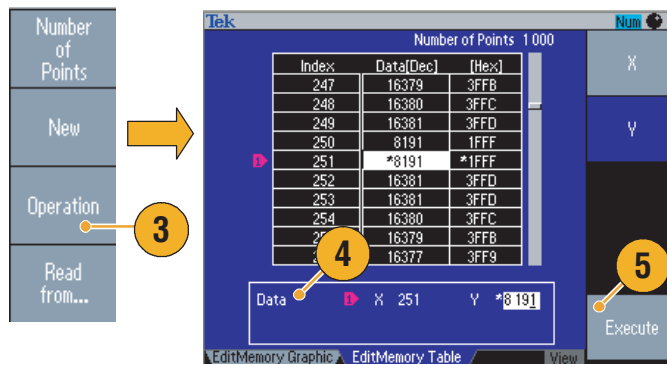 Number
of
Points
New
Operation
3
Read
from...
Tek
Num
Number of Points 1 000
Index Data[Dec] [Hex]
247 16379 3FFB
248 16380 3FFC
249 16381 3FFD
250 8191 1FFF
1 251 *8191 *1FFF
252 16381 3FFD
253 16381 3FFD
254 16380 3FFC
16379 3FFB
16377 3FF9
4
Data 1 X 251 Y *8 191
EditMemory Graphic EditMemory Table View
X
Y
5
Execute